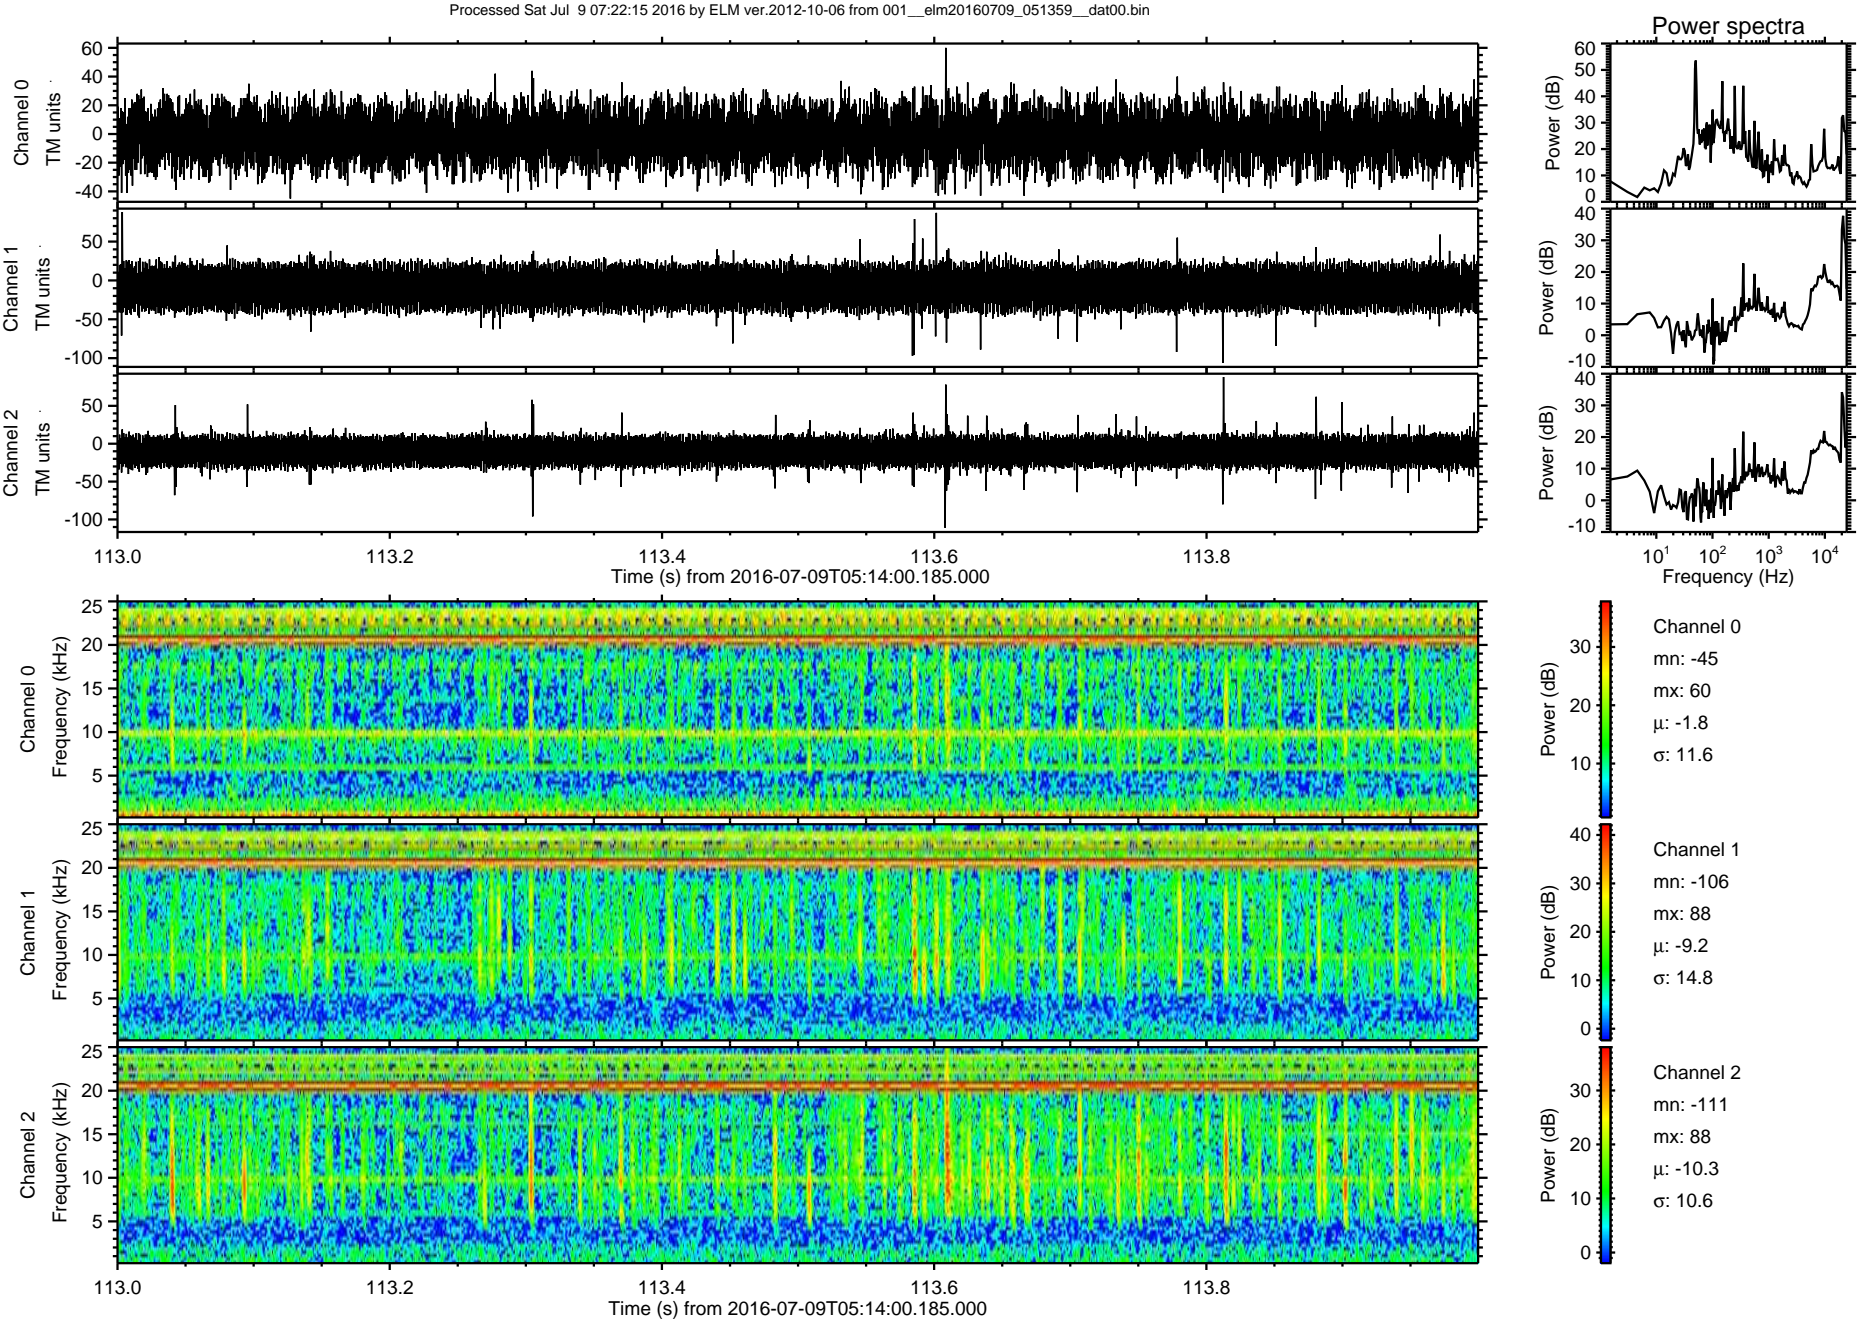 Processed Sat Jul  9 07:22:15 2016 by ELM ver.2012-10-06 from 001__elm20160709_051359__dat00.bin
Power spectra
Channel 0
TM units
60
40
20
0
-20
-40
Power (dB)
60
50
40
30
20
10
0
Channel 1
TM units
50
0
-50
-100
Power (dB)
40
30
20
10
0
-10
Channel 2
TM units
50
0
-50
-100
Power (dB)
40
30
20
10
0
-10
113.0 113.2 113.4 113.6 113.8
Time (s) from 2016-07-09T05:14:00.185.000
10^1 10^2 10^3 10^4
Frequency (Hz)
Channel 0
Frequency (kHz)
25
20
15
10
5
Power (dB)
30
20
10
Channel 0
mn: -45
mx: 60
μ: -1.8
σ: 11.6
Channel 1
Frequency (kHz)
25
20
15
10
5
Power (dB)
40
30
20
10
0
Channel 1
mn: -106
mx: 88
μ: -9.2
σ: 14.8
Channel 2
Frequency (kHz)
25
20
15
10
5
Power (dB)
30
20
10
0
Channel 2
mn: -111
mx: 88
μ: -10.3
σ: 10.6
113.0 113.2 113.4 113.6 113.8
Time (s) from 2016-07-09T05:14:00.185.000